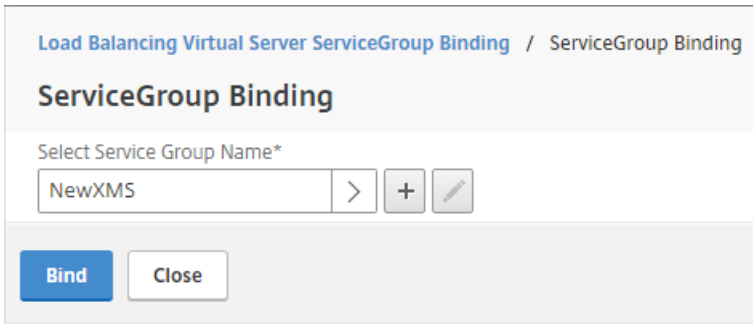 Load Balancing Virtual Server ServiceGroup Binding / ServiceGroup Binding
ServiceGroup Binding
Select Service Group Name*
NewXMS
Bind Close